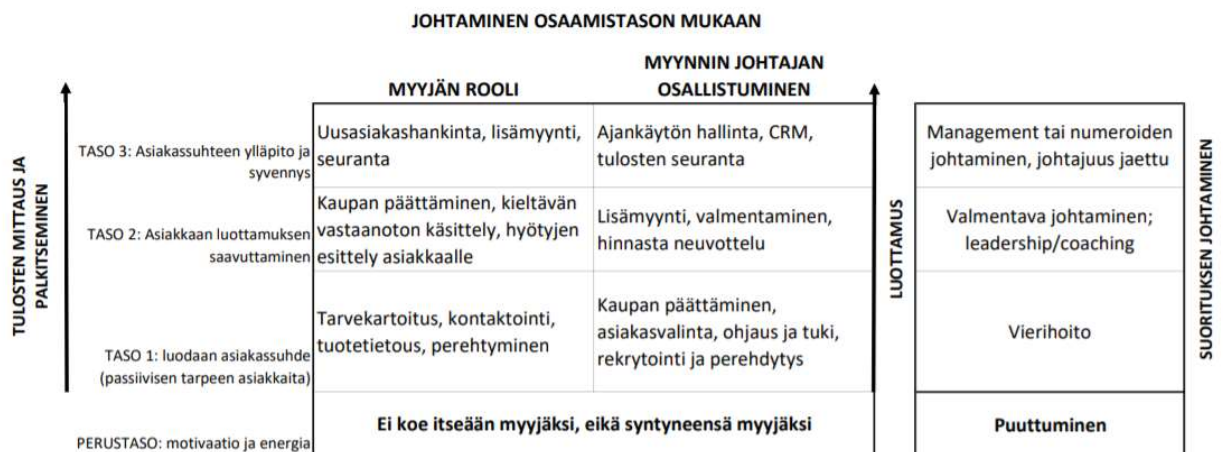 JOHTAMINEN OSAAMISTASON MUKAAN
MYYJÄN ROOLI
MYYNNIN JOHTAJAN
OSALLISTUMINEN
TULOSTEN MITTAUS JA
PALKITSEMINEN
TASO 3: Asiakassuhteen ylläpito ja
syvennys
Uusasiakashankinta, lisämyynti,
seuranta
Ajankäytön hallinta, CRM,
tulosten seuranta
LUOTTAMUS
Management tai numeroiden
johtaminen, johtajuus jaettu
SUORITUKSEN JOHTAMINEN
TASO 2: Asiakkaan luottamuksen
saavuttaminen
Kaupan päättäminen, kieltävän
vastaanoton käsittely, hyötyjen
esittely asiakkaalle
Lisämyynti, valmentaminen,
hinnasta neuvottelu
Valmentava johtaminen;
leadership/coaching
TASO 1: luodaan asiakassuhde
(passiivisen tarpeen asiakkaita)
Tarvekartoitus, kontaktointi,
tuotetietous, perehtyminen
Kaupan päättäminen,
asiakasvalinta, ohjaus ja tuki,
rekrytointi ja perehdytys
Vierihoito
PERUSTASO: motivaatio ja energia
Ei koe itseään myyjäksi, eikä syntyneensä myyjäksi
Puuttuminen